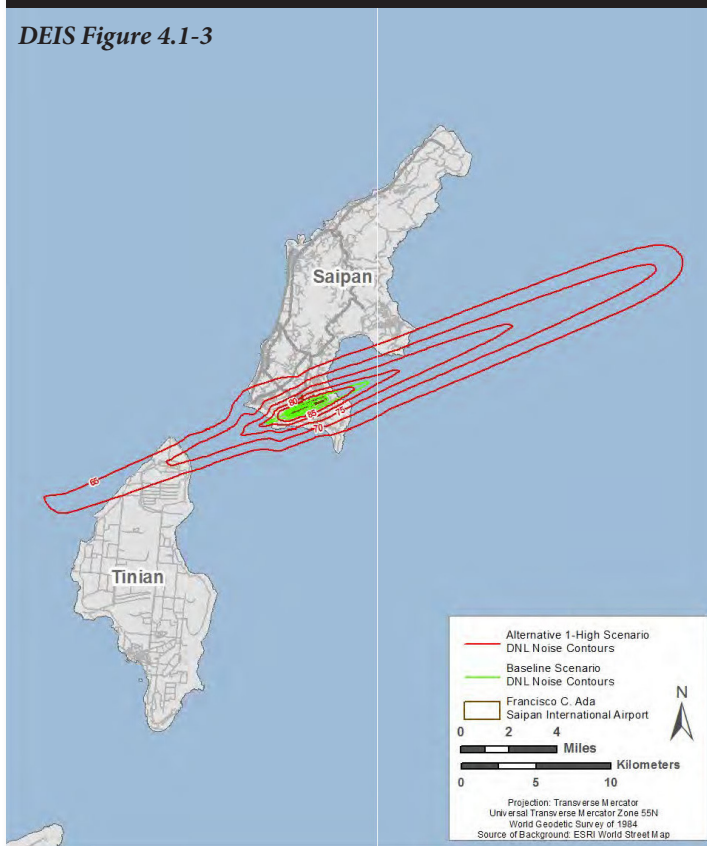 DEIS Figure 4.1-3
Saipan
80
85
75
70
65
Tinian
Alternative 1-High Scenario
DNL Noise Contours
Baseline Scenario
DNL Noise Contours
Francisco C. Ada
Saipan International Airport
N
0 2 4
Miles
Kilometers
0 5 10
Projection: Transverse Mercator
Universal Transverse Mercator Zone 55N
World Geodetic Survey of 1984
Source of Background: ESRI World Street Map